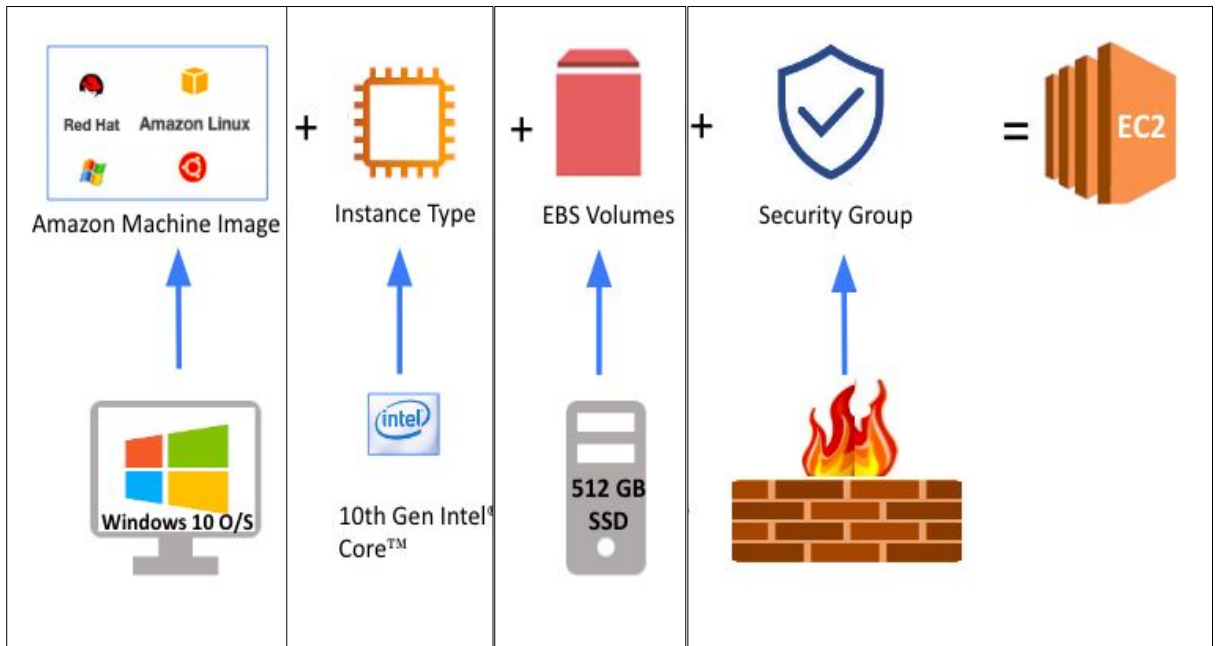 Red Hat Amazon Linux
+ + + = EC2
Amazon Machine Image
Instance Type
EBS Volumes
Security Group
Windows 10 O/S
intel
10th Gen Intel®
Core™
512 GB
SSD